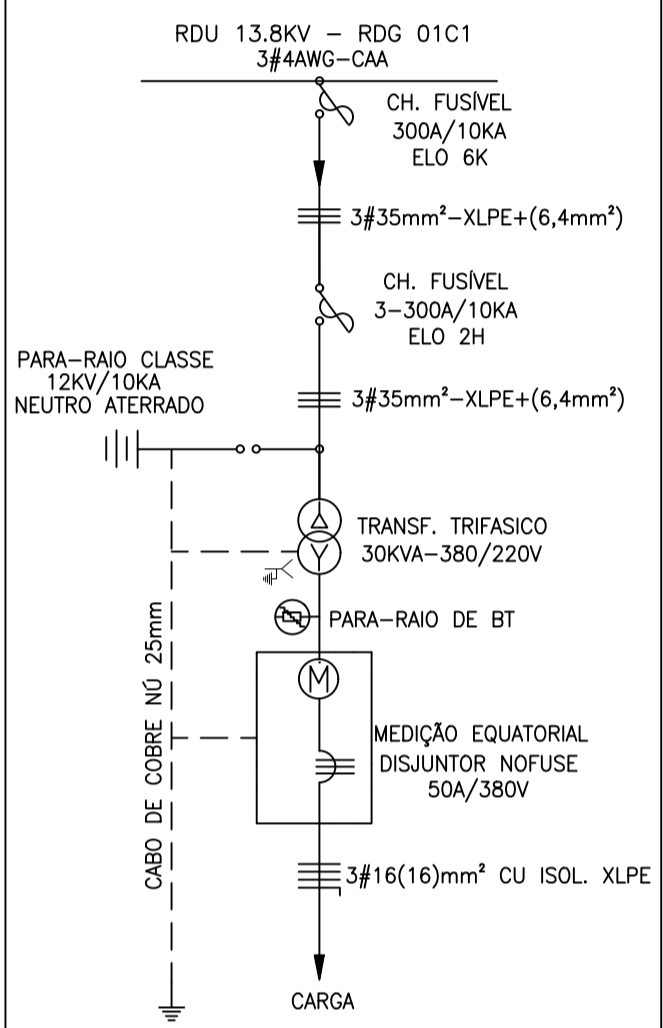 RDU 13.8KV – RDG 01C1
3#4AWG–CAA
CH. FUSÍVEL
300A/10KA
ELO 6K
3#35mm²–XLPE+(6,4mm²)
CH. FUSÍVEL
3–300A/10KA
ELO 2H
PARA–RAIO CLASSE
12KV/10KA
NEUTRO ATERRADO
3#35mm²–XLPE+(6,4mm²)
TRANSF. TRIFASICO
30KVA–380/220V
Y
PARA–RAIO DE BT
M
MEDIÇÃO EQUATORIAL
DISJUNTOR NOFUSE
50A/380V
CABO DE COBRE NÚ 25mm
3#16(16)mm² CU ISOL. XLPE
CARGA